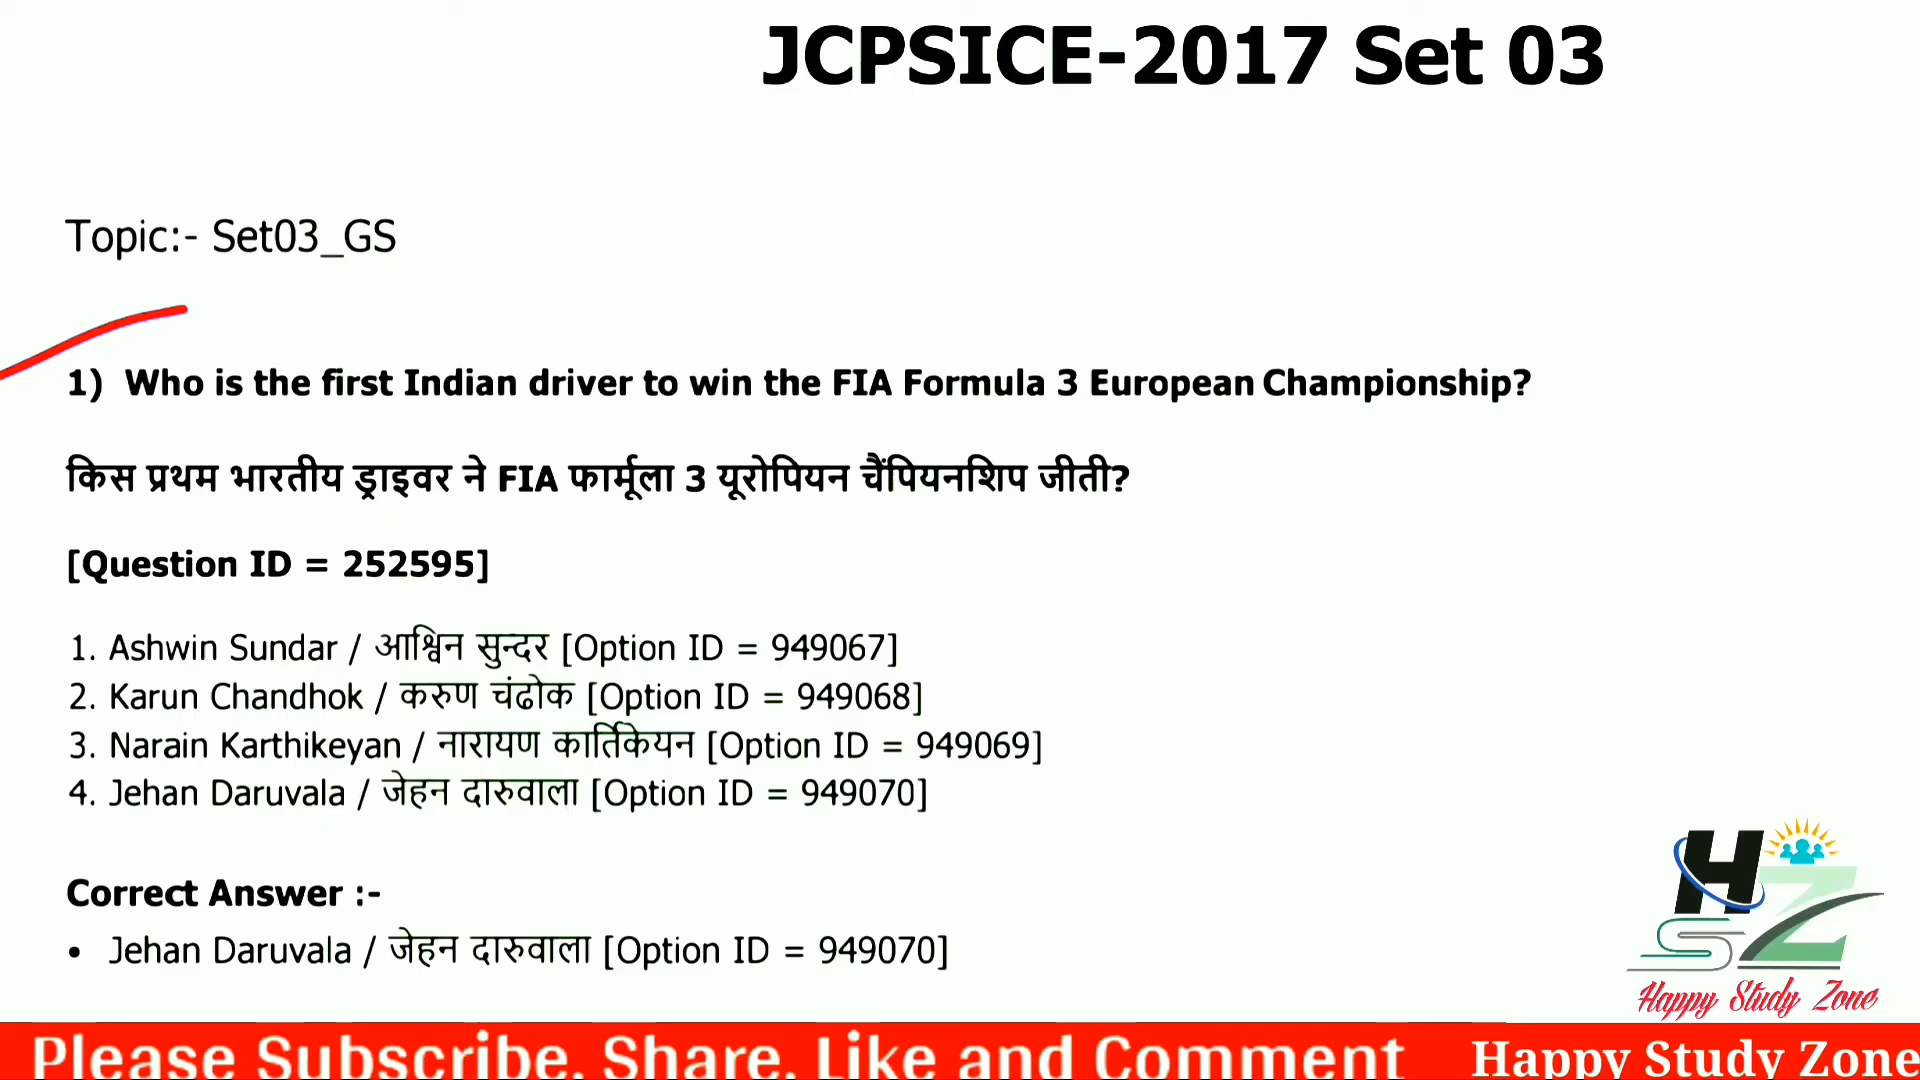 JCPSICE-2017 Set 03
Topic:- Set03_GS
1) Who is the first Indian driver to win the FIA Formula 3 European Championship?
किस प्रथम भारतीय ड्राइवर ने FIA फार्मूला 3 यूरोपियन चैंपियनशिप जीती?
[Question ID = 252595]
1. Ashwin Sundar / आश्विन सुन्दर [Option ID = 949067]
2. Karun Chandhok / करुण चंढोक [Option ID = 949068]
3. Narain Karthikeyan / नारायण कार्तिकेयन [Option ID = 949069]
4. Jehan Daruvala / जेहन दारुवाला [Option ID = 949070]
Correct Answer :-
• Jehan Daruvala / जेहन दारुवाला [Option ID = 949070]
HSZ
Happy Study Zone
Please Subscribe, Share, Like and Comment Happy Study Zone